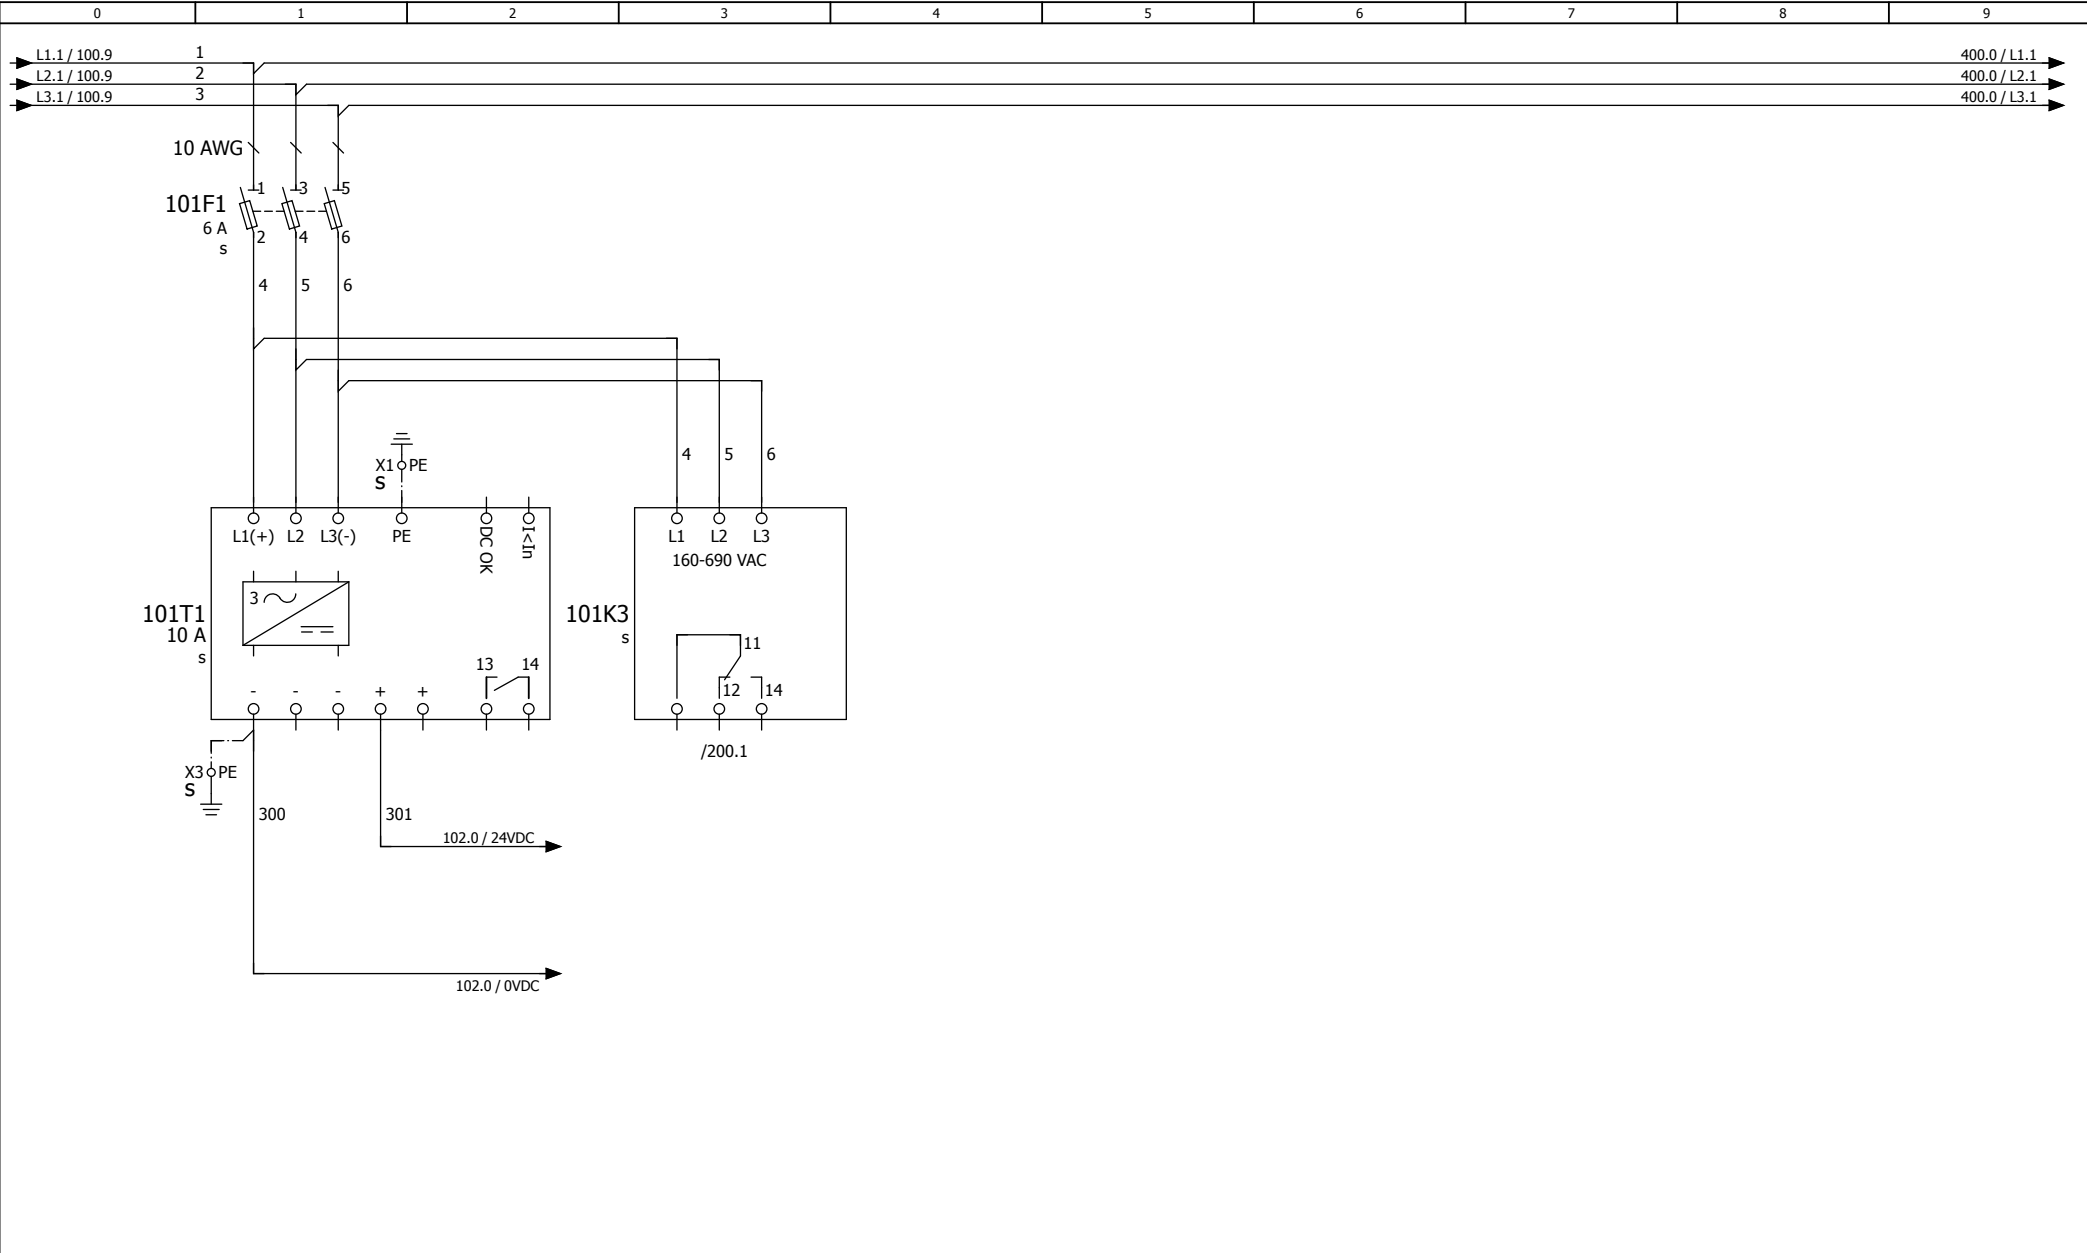 0 1 2 3 4 5 6 7 8 9
L1.1 / 100.9 1 400.0 / L1.1
L2.1 / 100.9 2 400.0 / L2.1
L3.1 / 100.9 3 400.0 / L3.1
10 AWG
1 3 5
101F1
6 A
s
2 4 6
4 5 6
4 5 6
X1 PE
S
L1(+) L2 L3(-) PE DC OK I<In
L1 L2 L3
160-690 VAC
3
101T1
10 A
s
101K3
s
11
13 14
12 14
- - - + +
/200.1
X3 PE
S
300 301
102.0 / 24VDC
102.0 / 0VDC